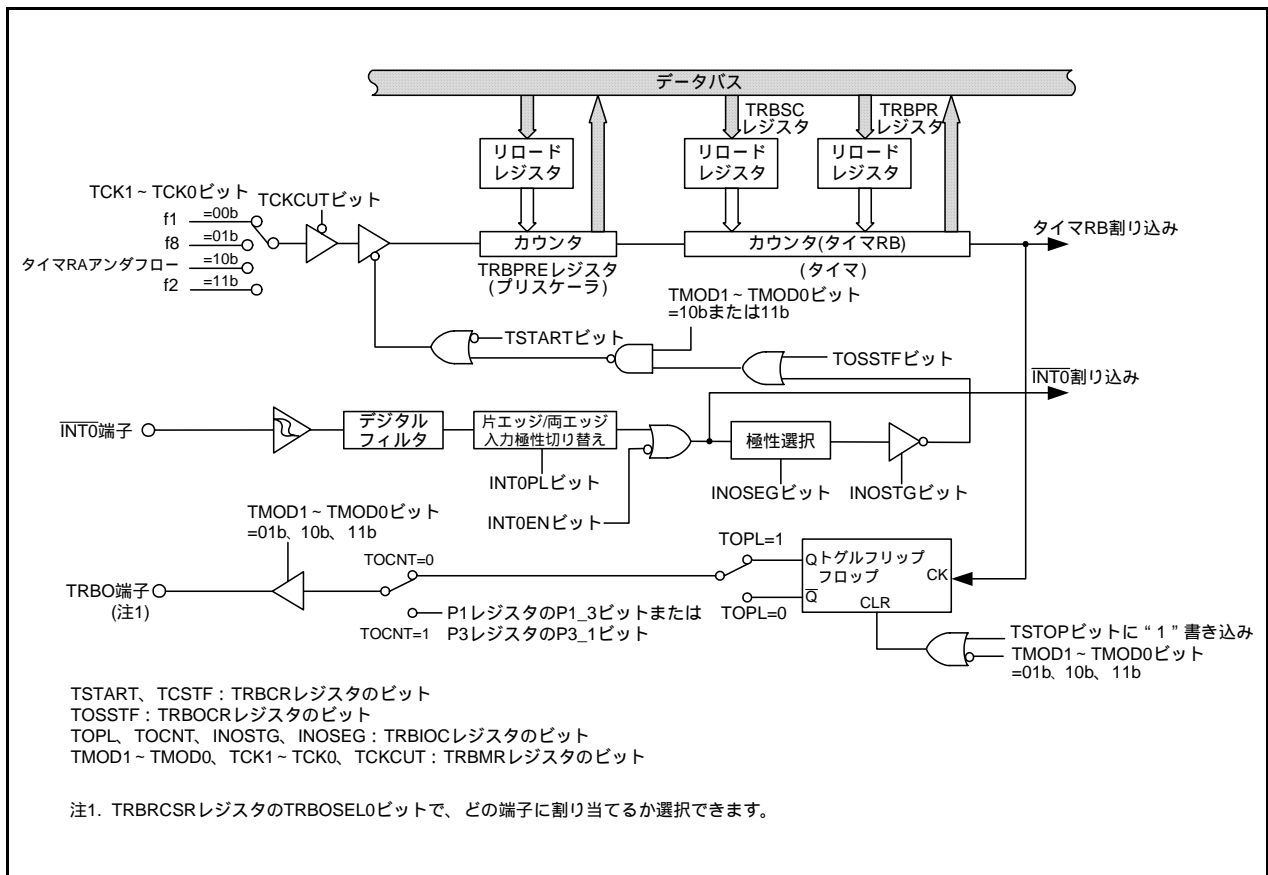 データバス
TRBSC
レジスタ
TRBPR
レジスタ
リロード
レジスタ
リロード
レジスタ
リロード
レジスタ
TCK1~TCK0ビット
TCKCUTビット
f1 =00b
f8 =01b
タイマRAアンダフロー =10b
f2 =11b
カウンタ
TRBPREレジスタ
(プリスケーラ)
カウンタ(タイマRB)
(タイマ)
タイマRB割り込み
TMOD1~TMOD0ビット
=10bまたは11b
TSTARTビット
TOSSTFビット
INT0割り込み
INT0端子
デジタル
フィルタ
片エッジ/両エッジ
入力極性切り替え
極性選択
INT0PLビット
INOSEGビット
INOSTGビット
INT0ENビット
TMOD1~TMOD0ビット
=01b、10b、11b
TOCNT=0
TOPL=1
Q トグルフリップ
フロップ
CK
Q
CLR
TRBO端子
(注1)
P1レジスタのP1_3ビットまたは
TOCNT=1 P3レジスタのP3_1ビット
TOPL=0
TSTOPビットに“1”書き込み
TMOD1~TMOD0ビット
=01b、10b、11b
TSTART、TCSTF:TRBCRレジスタのビット
TOSSTF:TRBOCRレジスタのビット
TOPL、TOCNT、INOSTG、INOSEG:TRBIOCレジスタのビット
TMOD1~TMOD0、TCK1~TCK0、TCKCUT:TRBMRレジスタのビット
注1. TRBRCSRレジスタのTRBOSEL0ビットで、どの端子に割り当てるか選択できます。